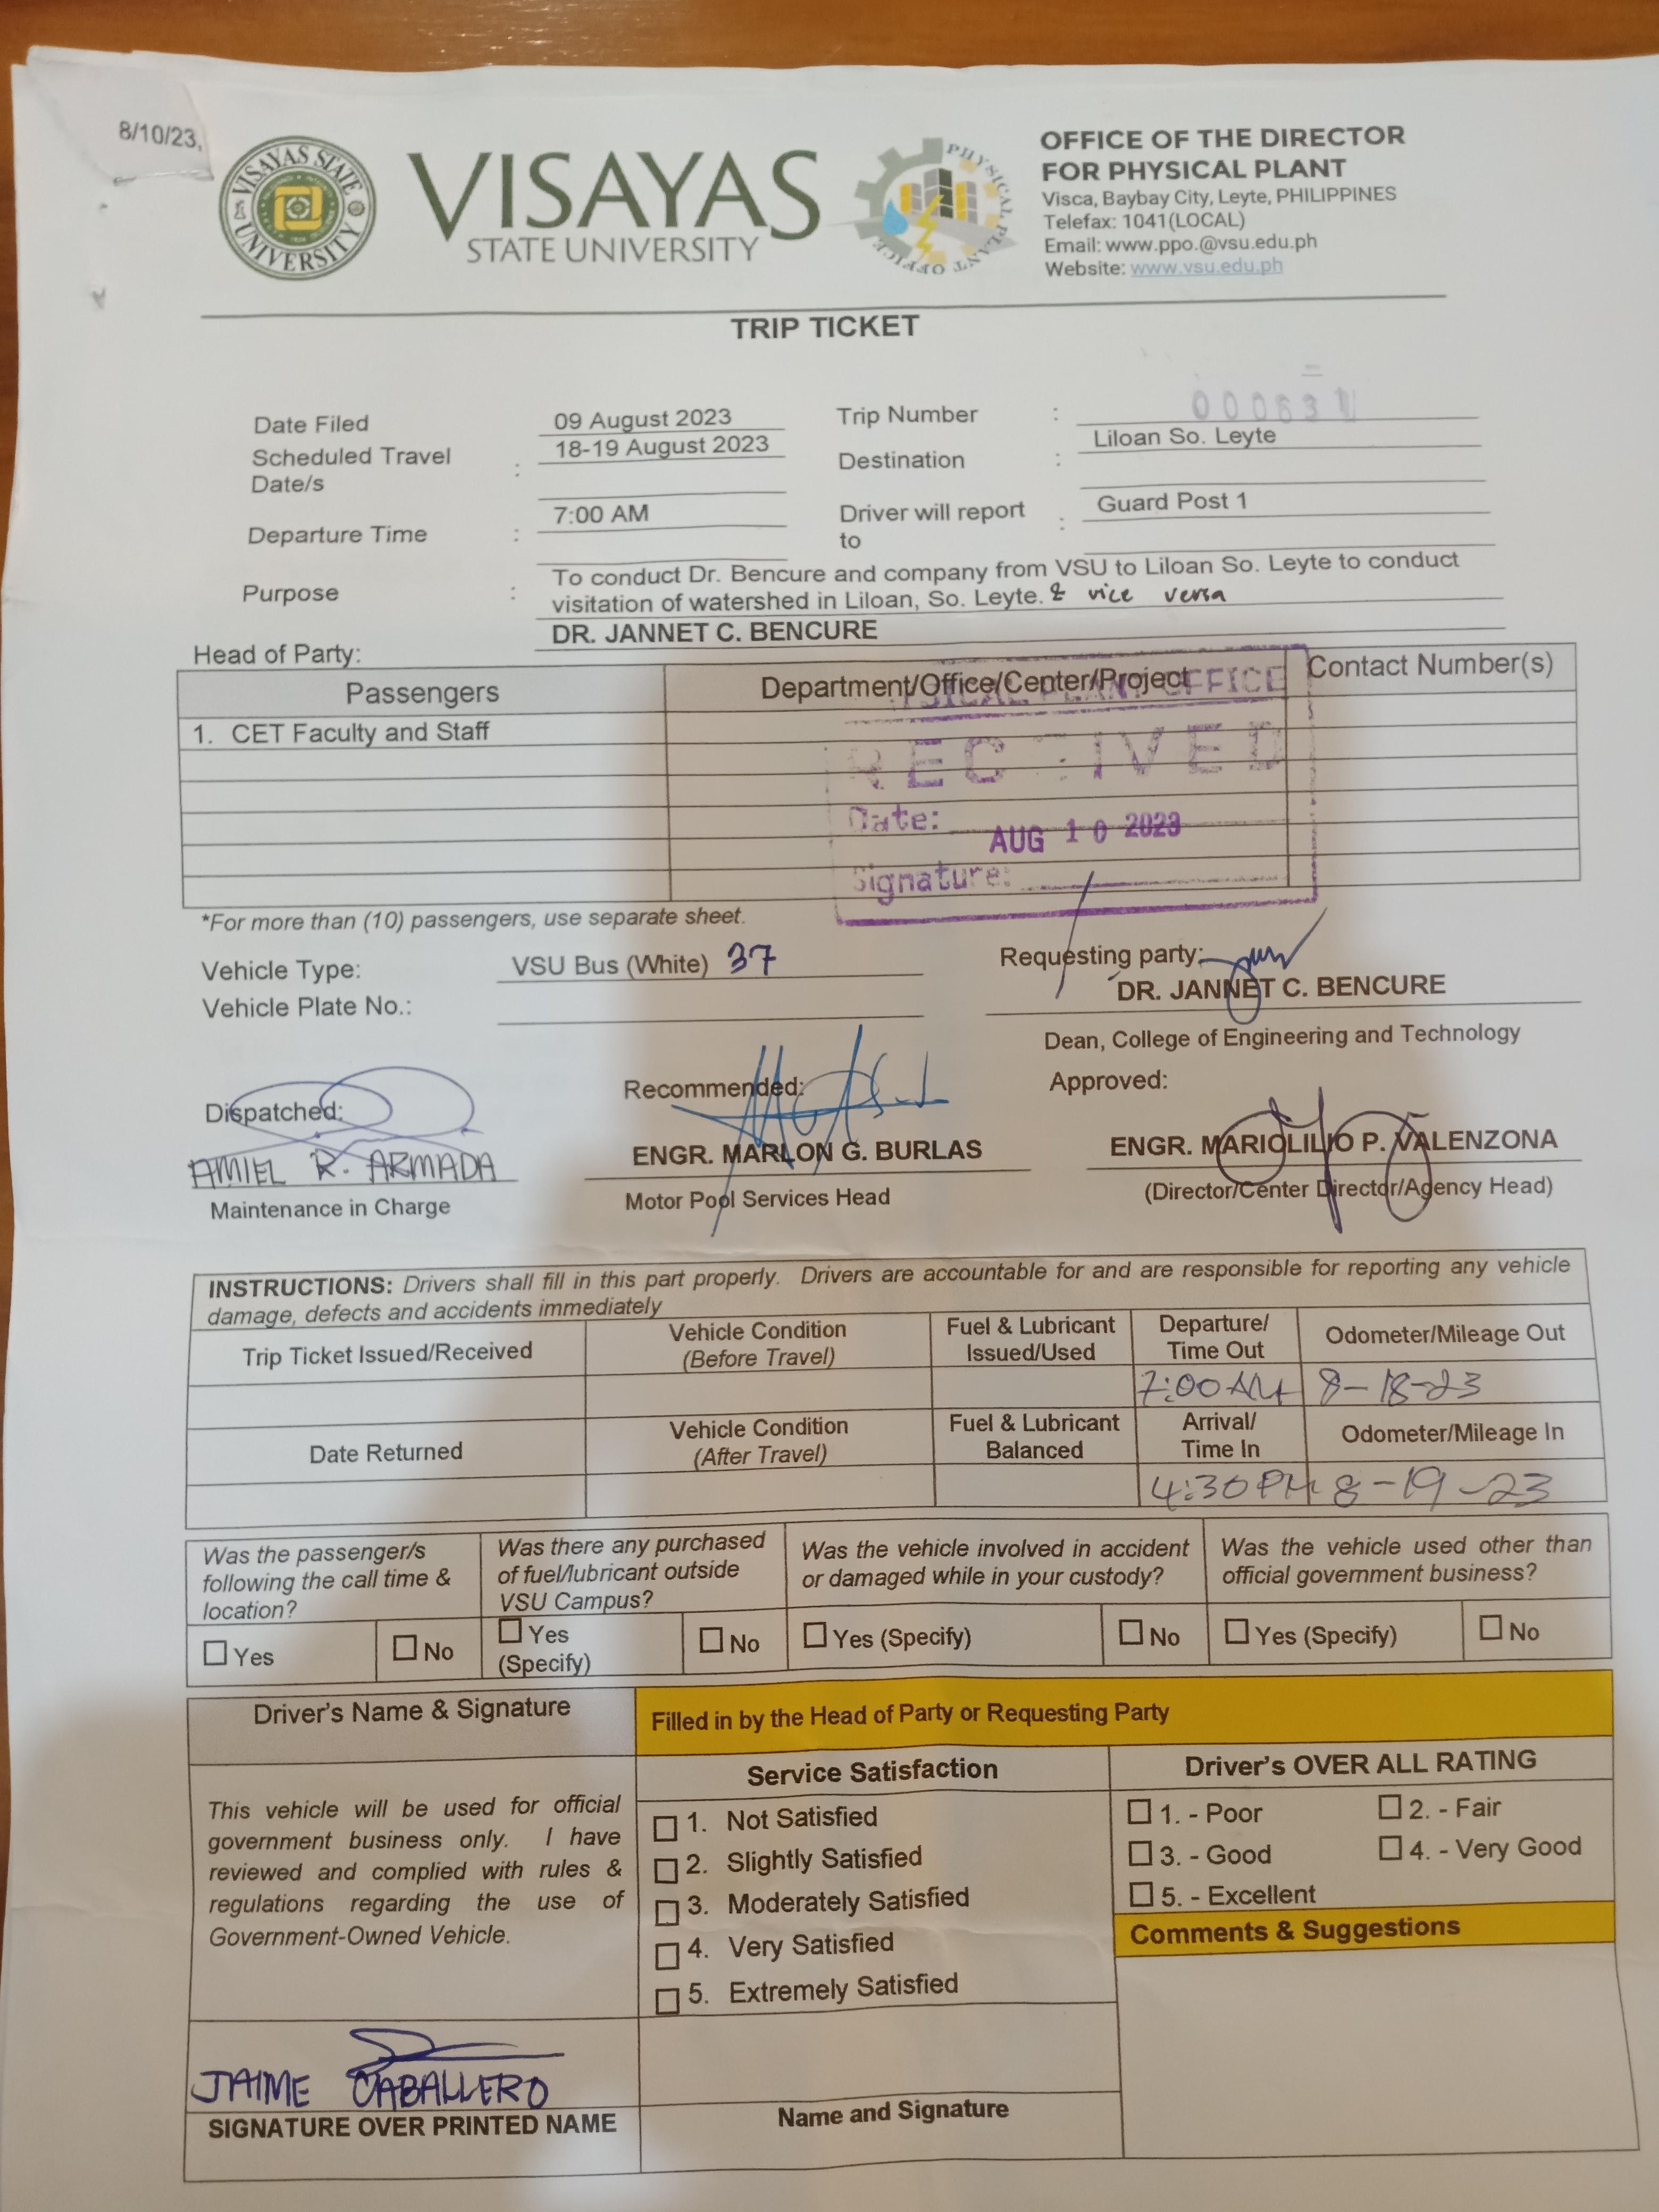 8/10/23,
VISAYAS STATE UNIVERSITY
VISAYAS
STATE UNIVERSITY
PHYSICAL PLANT OFFICE
OFFICE OF THE DIRECTOR
FOR PHYSICAL PLANT
Visca, Baybay City, Leyte, PHILIPPINES
Telefax: 1041(LOCAL)
Email: www.ppo.@vsu.edu.ph
Website: www.vsu.edu.ph
TRIP TICKET
Date Filed 09 August 2023 Trip Number :
Scheduled Travel Date/s : 18-19 August 2023 Destination : Liloan So. Leyte
Departure Time : 7:00 AM Driver will report to : Guard Post 1
Purpose : To conduct Dr. Bencure and company from VSU to Liloan So. Leyte to conduct
visitation of watershed in Liloan, So. Leyte. & vice versa
Head of Party: DR. JANNET C. BENCURE
Passengers Department/Office/Center/Project Contact Number(s)
1. CET Faculty and Staff
PHYSICAL PLANT OFFICE
RECEIVED
Date: AUG 10 2023
Signature:
*For more than (10) passengers, use separate sheet.
Vehicle Type: VSU Bus (White) 37
Vehicle Plate No.:
Requesting party:
DR. JANNET C. BENCURE
Dean, College of Engineering and Technology
Dispatched: Recommended: Approved:
AMIEL R. ARMADA ENGR. MARLON G. BURLAS ENGR. MARIOLILIO P. VALENZONA
Maintenance in Charge Motor Pool Services Head (Director/Center Director/Agency Head)
INSTRUCTIONS: Drivers shall fill in this part properly. Drivers are accountable for and are responsible for reporting any vehicle
damage, defects and accidents immediately
Trip Ticket Issued/Received Vehicle Condition (Before Travel) Fuel & Lubricant Issued/Used Departure/ Time Out Odometer/Mileage Out
7:00 AM 8-18-23
Date Returned Vehicle Condition (After Travel) Fuel & Lubricant Balanced Arrival/ Time In Odometer/Mileage In
4:30 PM 8-19-23
Was the passenger/s following the call time & location?
Was there any purchased of fuel/lubricant outside VSU Campus?
Was the vehicle involved in accident or damaged while in your custody?
Was the vehicle used other than official government business?
Yes No Yes (Specify) No Yes (Specify) No Yes (Specify) No
Driver's Name & Signature
Filled in by the Head of Party or Requesting Party
This vehicle will be used for official
government business only. I have
reviewed and complied with rules &
regulations regarding the use of
Government-Owned Vehicle.
Service Satisfaction
1. Not Satisfied
2. Slightly Satisfied
3. Moderately Satisfied
4. Very Satisfied
5. Extremely Satisfied
Driver's OVER ALL RATING
1. - Poor 2. - Fair
3. - Good 4. - Very Good
5. - Excellent
Comments & Suggestions
JAIME CABALLERO
SIGNATURE OVER PRINTED NAME
Name and Signature